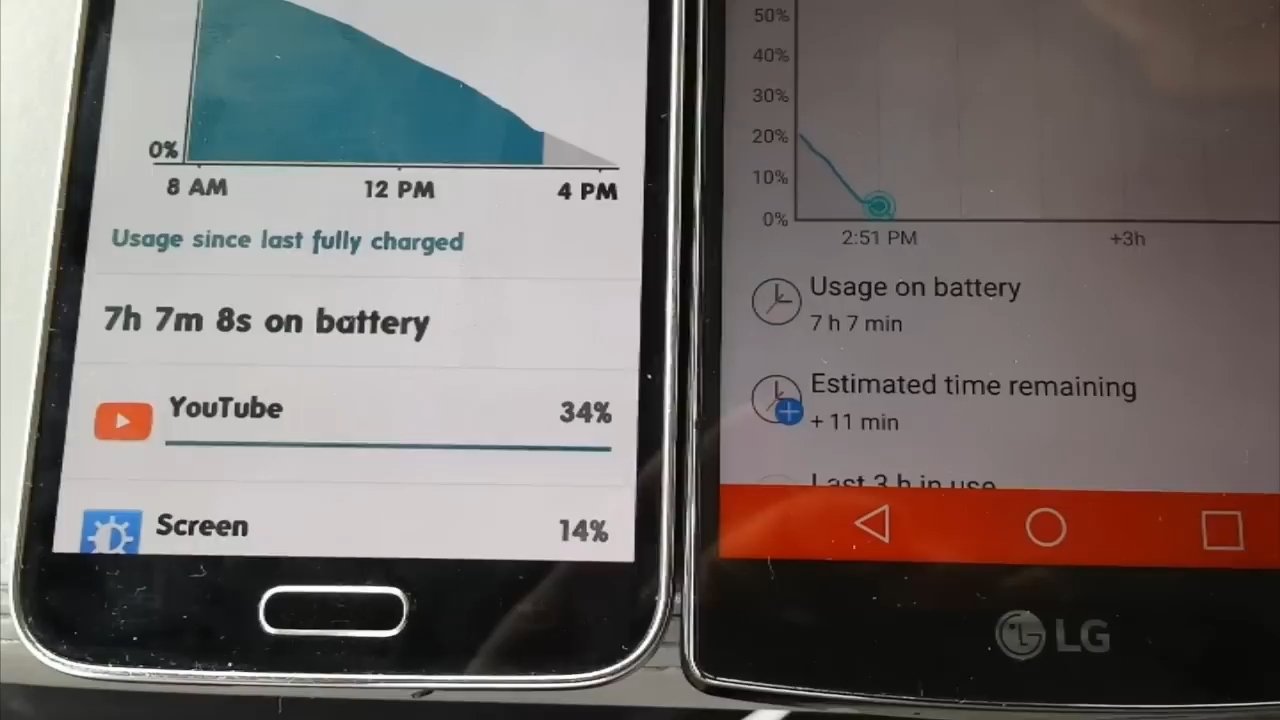 0%
8 AM 12 PM 4 PM
Usage since last fully charged
7h 7m 8s on battery
YouTube 34%
Screen 14%
50%
40%
30%
20%
10%
0%
2:51 PM +3h
Usage on battery
7 h 7 min
Estimated time remaining
+ 11 min
Last 3 h in use
LG